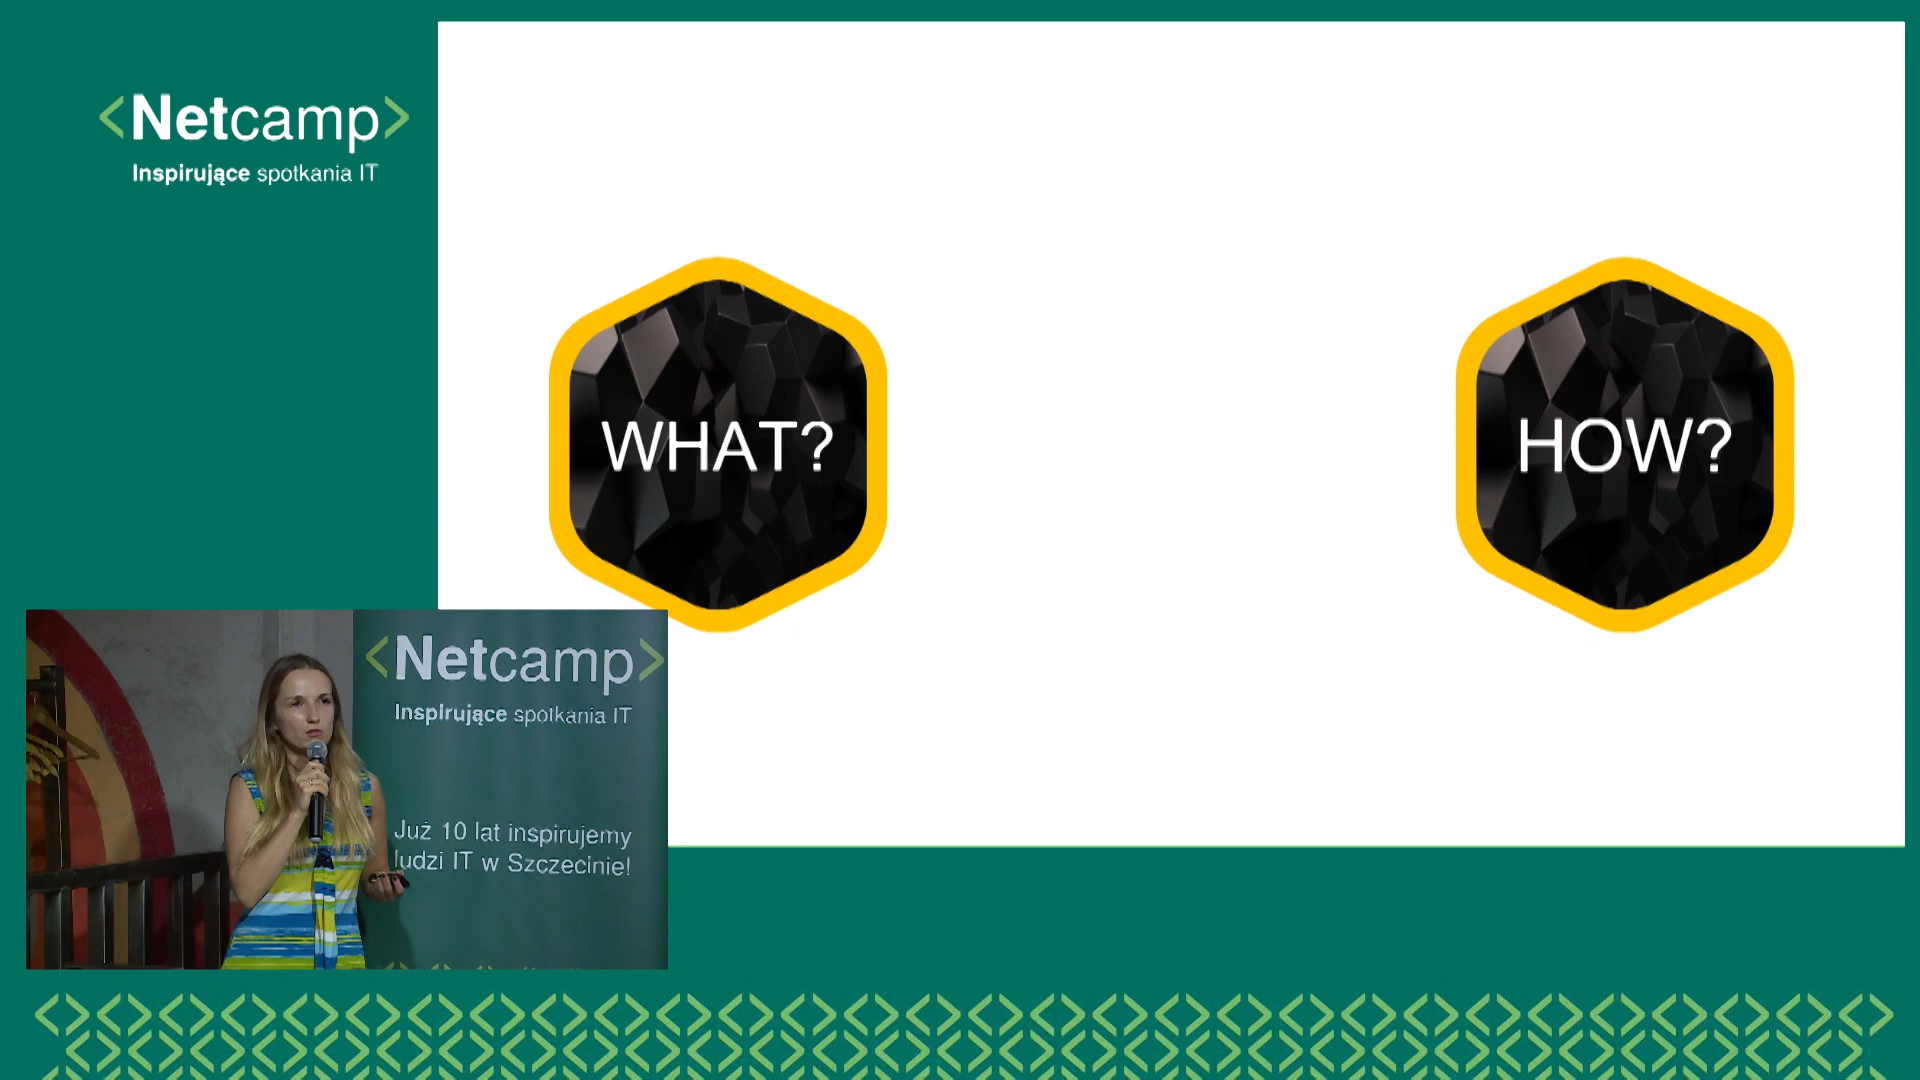 <Netcamp>
Inspirujące spotkania IT
WHAT?
HOW?
<Netcamp>
Inspirujące spotkania IT
Już 10 lat inspirujemy
ludzi IT w Szczecinie!